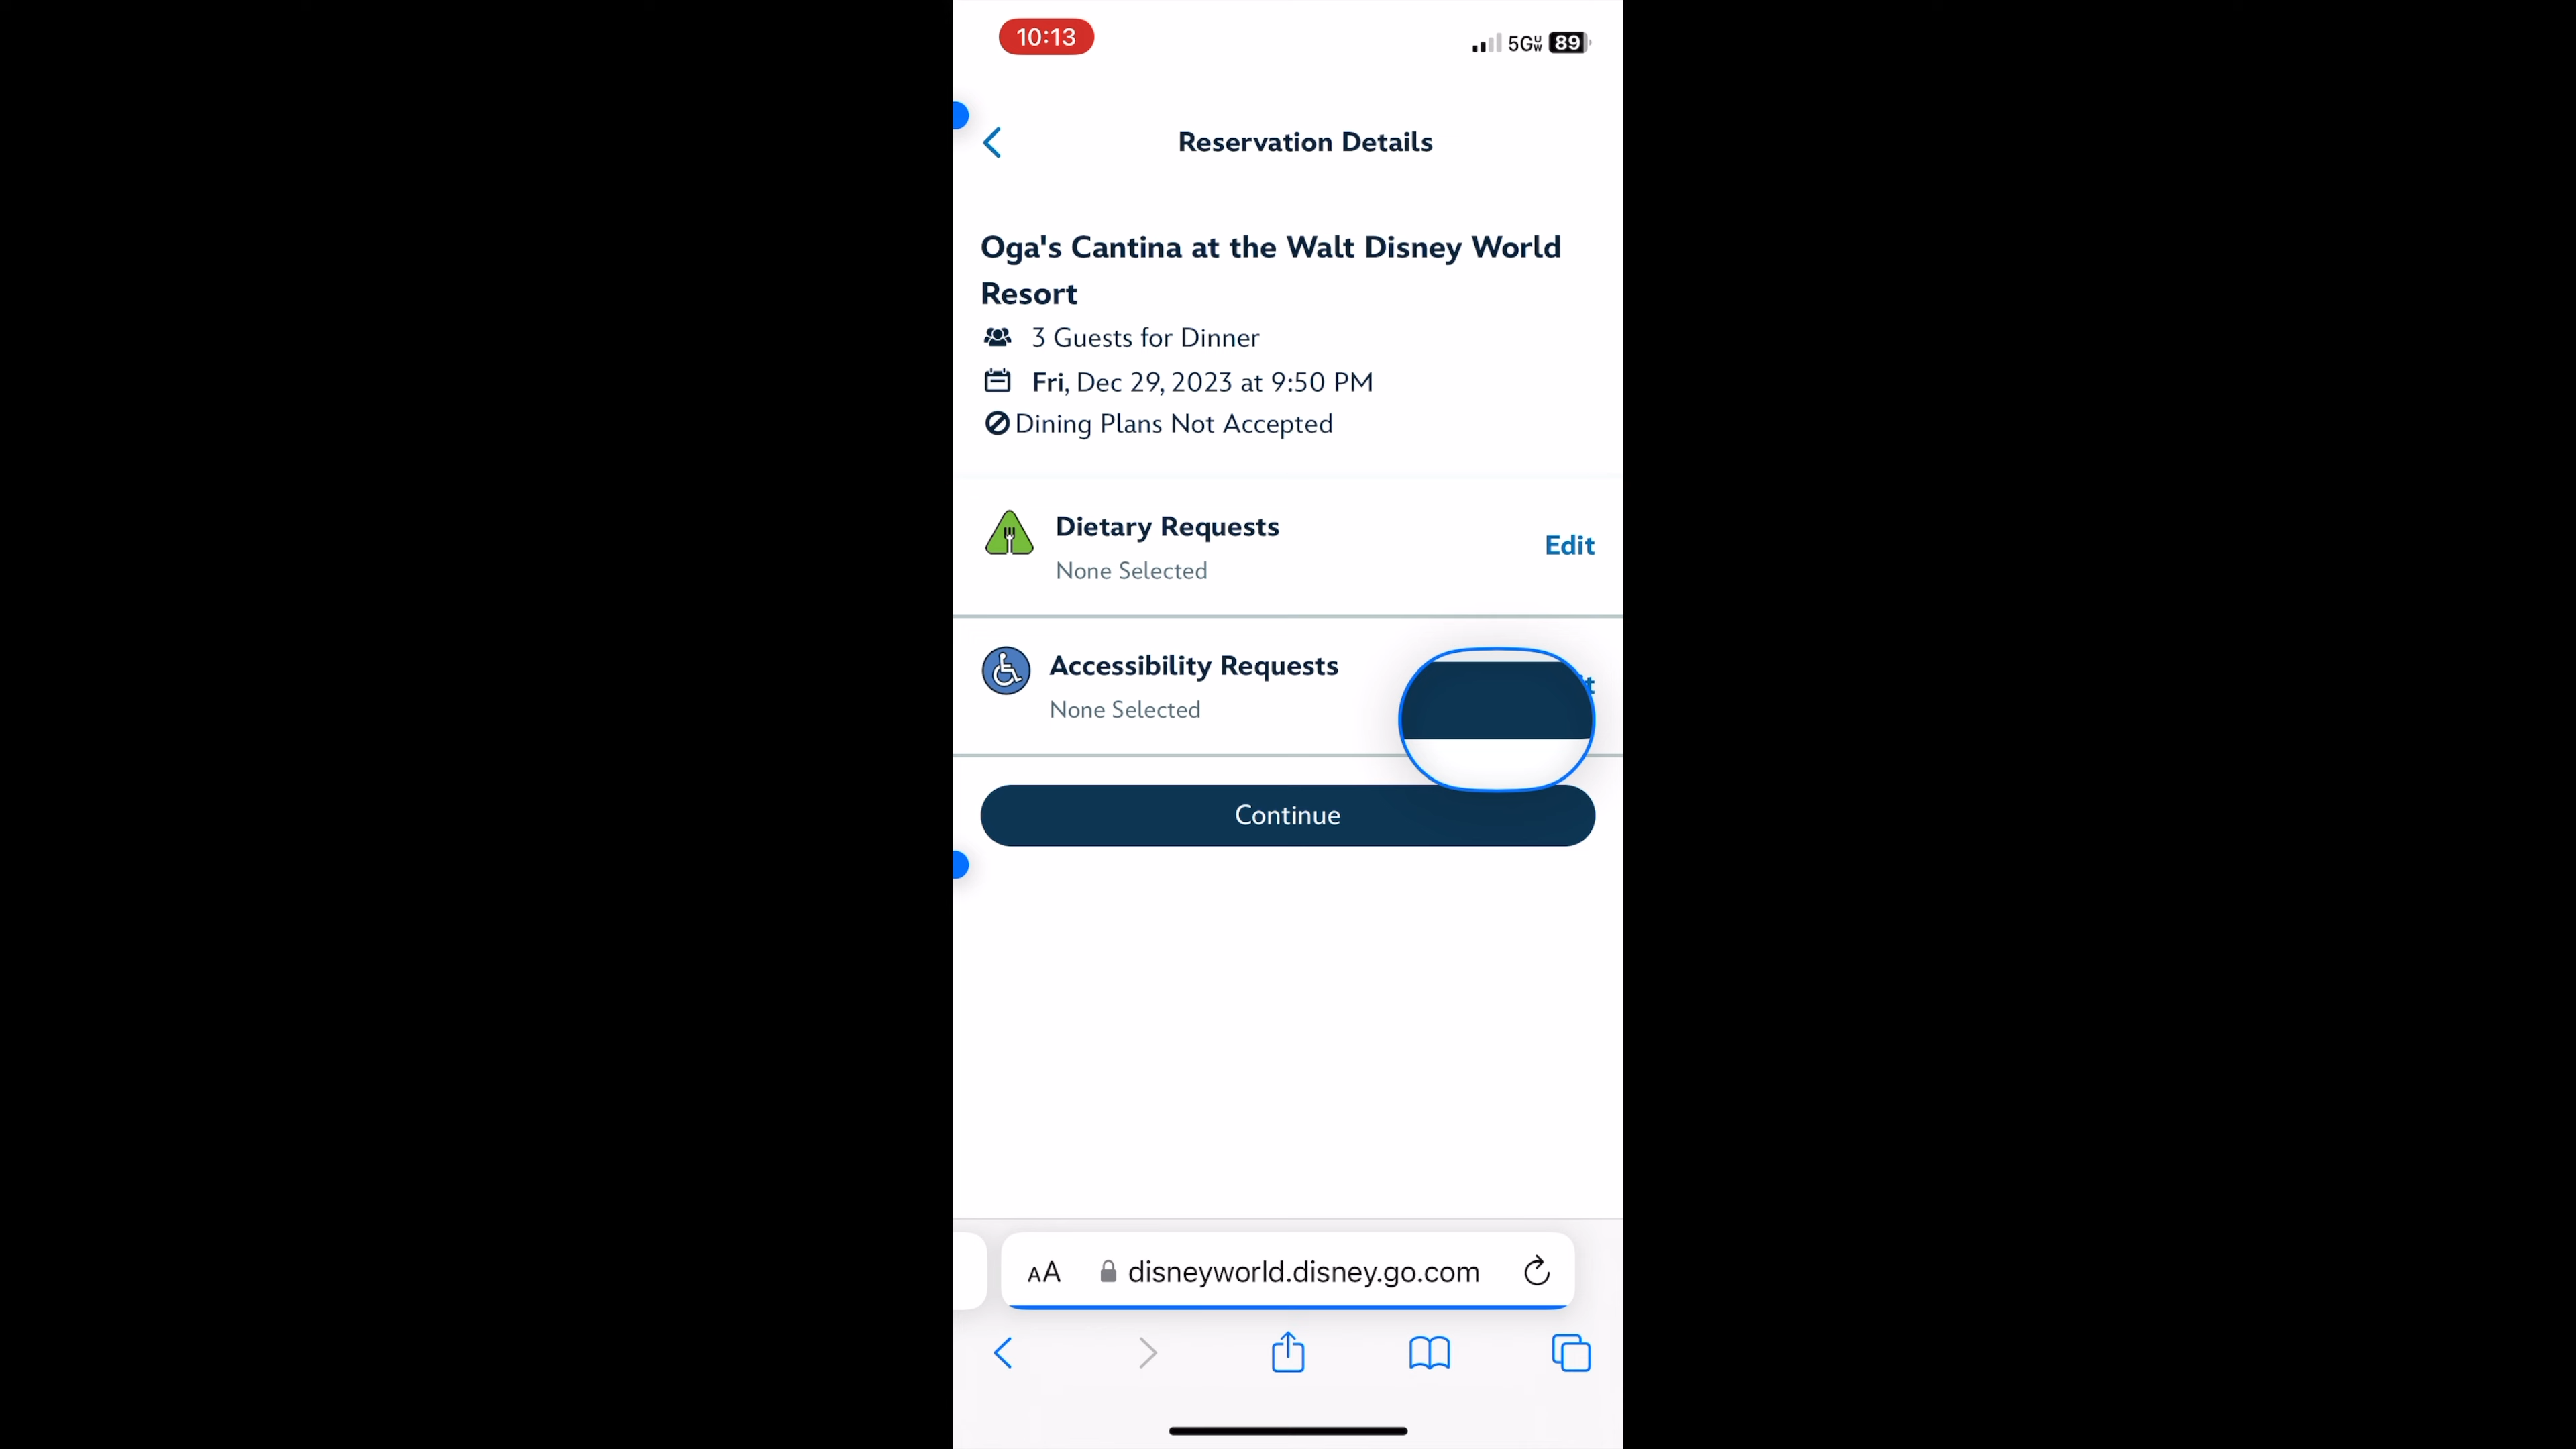 10:13
5G UW 89
Reservation Details
Oga's Cantina at the Walt Disney World
Resort
3 Guests for Dinner
Fri, Dec 29, 2023 at 9:50 PM
Dining Plans Not Accepted
Dietary Requests
Edit
None Selected
Accessibility Requests
None Selected
Continue
AA disneyworld.disney.go.com